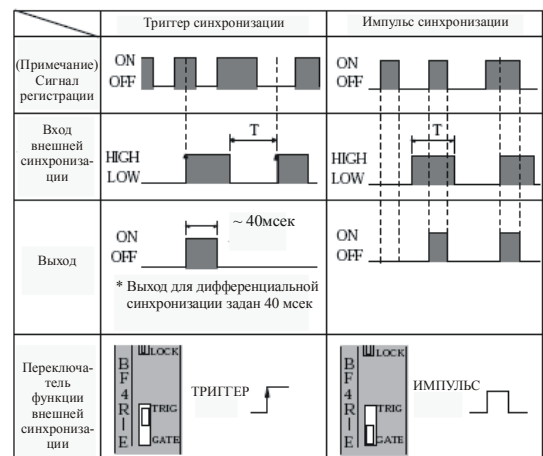 Триггер синхронизации
Импульс синхронизации
(Примечание)
Сигнал
регистрации
ON
OFF
ON
OFF
Вход
внешней
синхрониза-
ции
T
HIGH
LOW
T
HIGH
LOW
Выход
~ 40мсек
ON
OFF
* Выход для дифференциальной
синхронизации задан 40 мсек
ON
OFF
Переключа-
тель
функции
внешней
синхрониза-
ции
BF4R|E
LOCK
TRIG
GATE
ТРИГГЕР
BF4R|E
LOCK
TRIG
GATE
ИМПУЛЬС